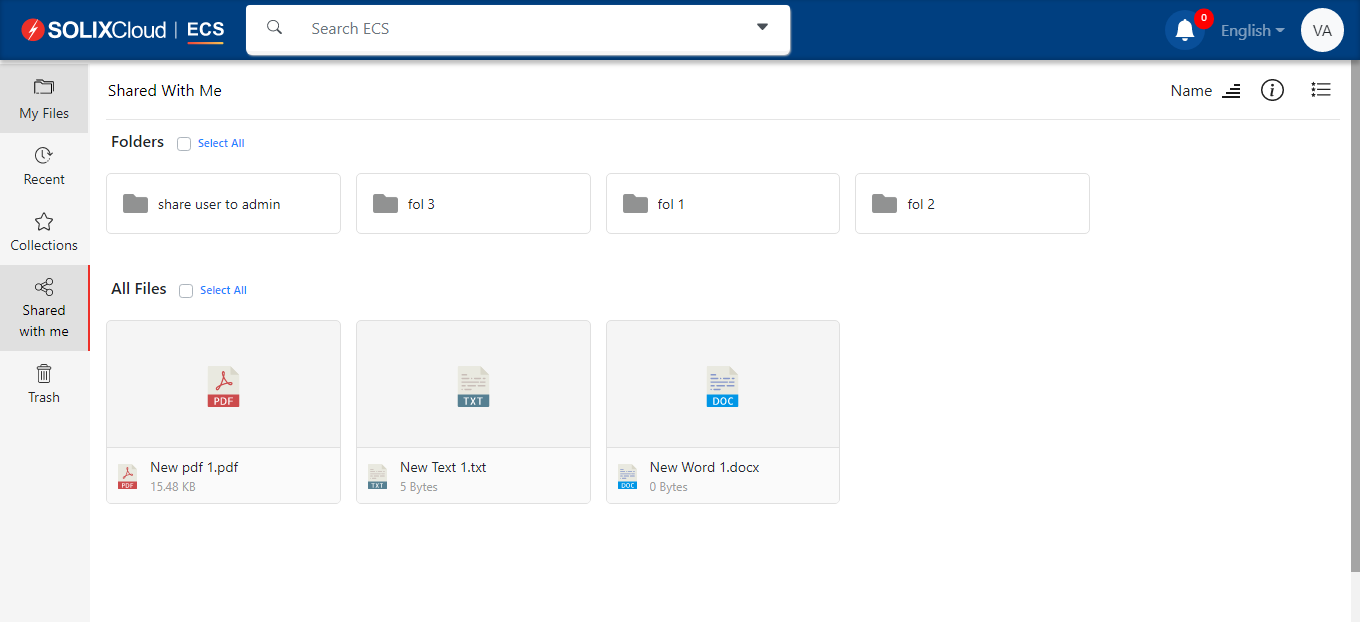 SOLIXCloud | ECS
Search ECS
0
English
VA
My Files
Recent
Collections
Shared
with me
Trash
Shared With Me
Name
Folders
Select All
share user to admin
fol 3
fol 1
fol 2
All Files
Select All
PDF
TXT
DOC
PDF
New pdf 1.pdf
15.48 KB
TXT
New Text 1.txt
5 Bytes
DOC
New Word 1.docx
0 Bytes